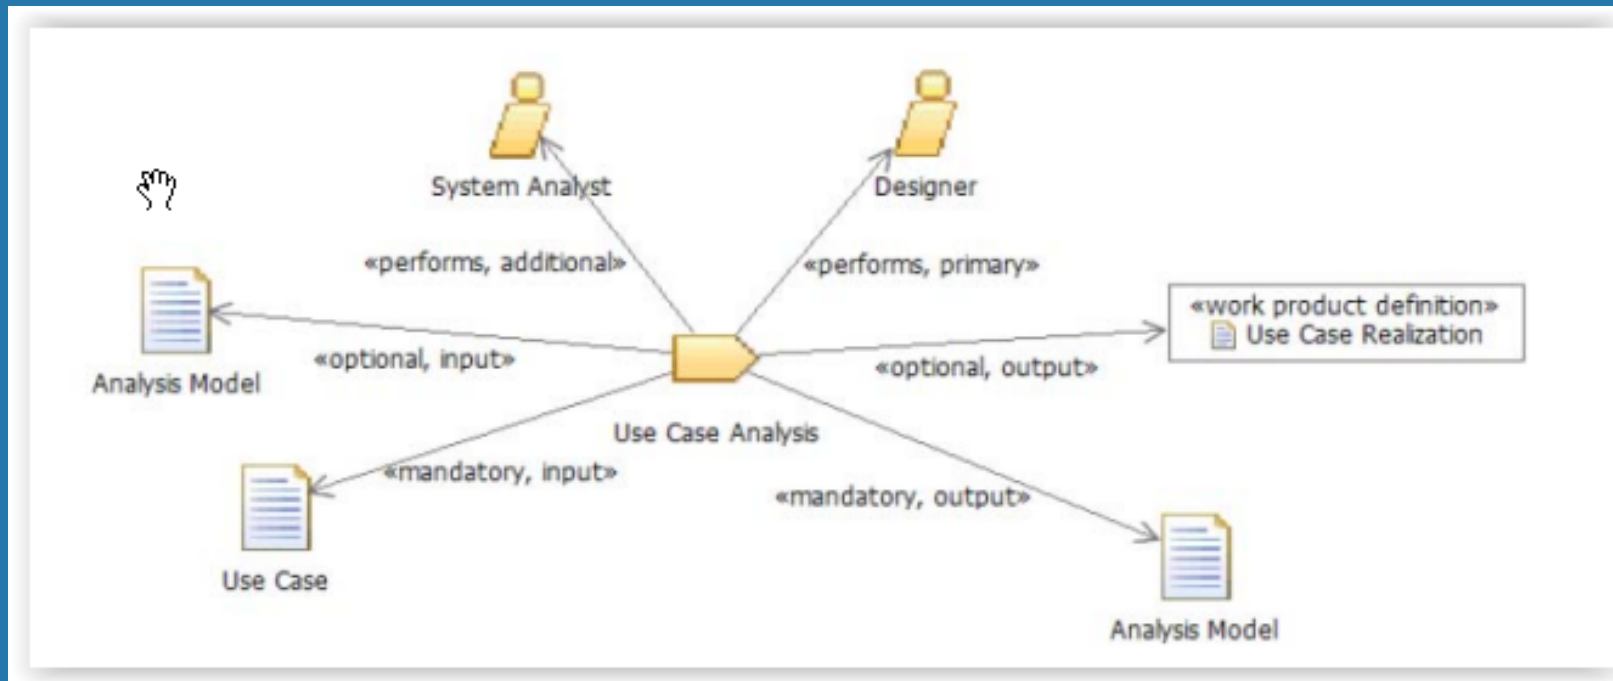 System Analyst
Designer
«performs, additional»
«performs, primary»
«work product definition»
Use Case Realization
«optional, input»
«optional, output»
Analysis Model
Use Case Analysis
«mandatory, input»
«mandatory, output»
Use Case
Analysis Model